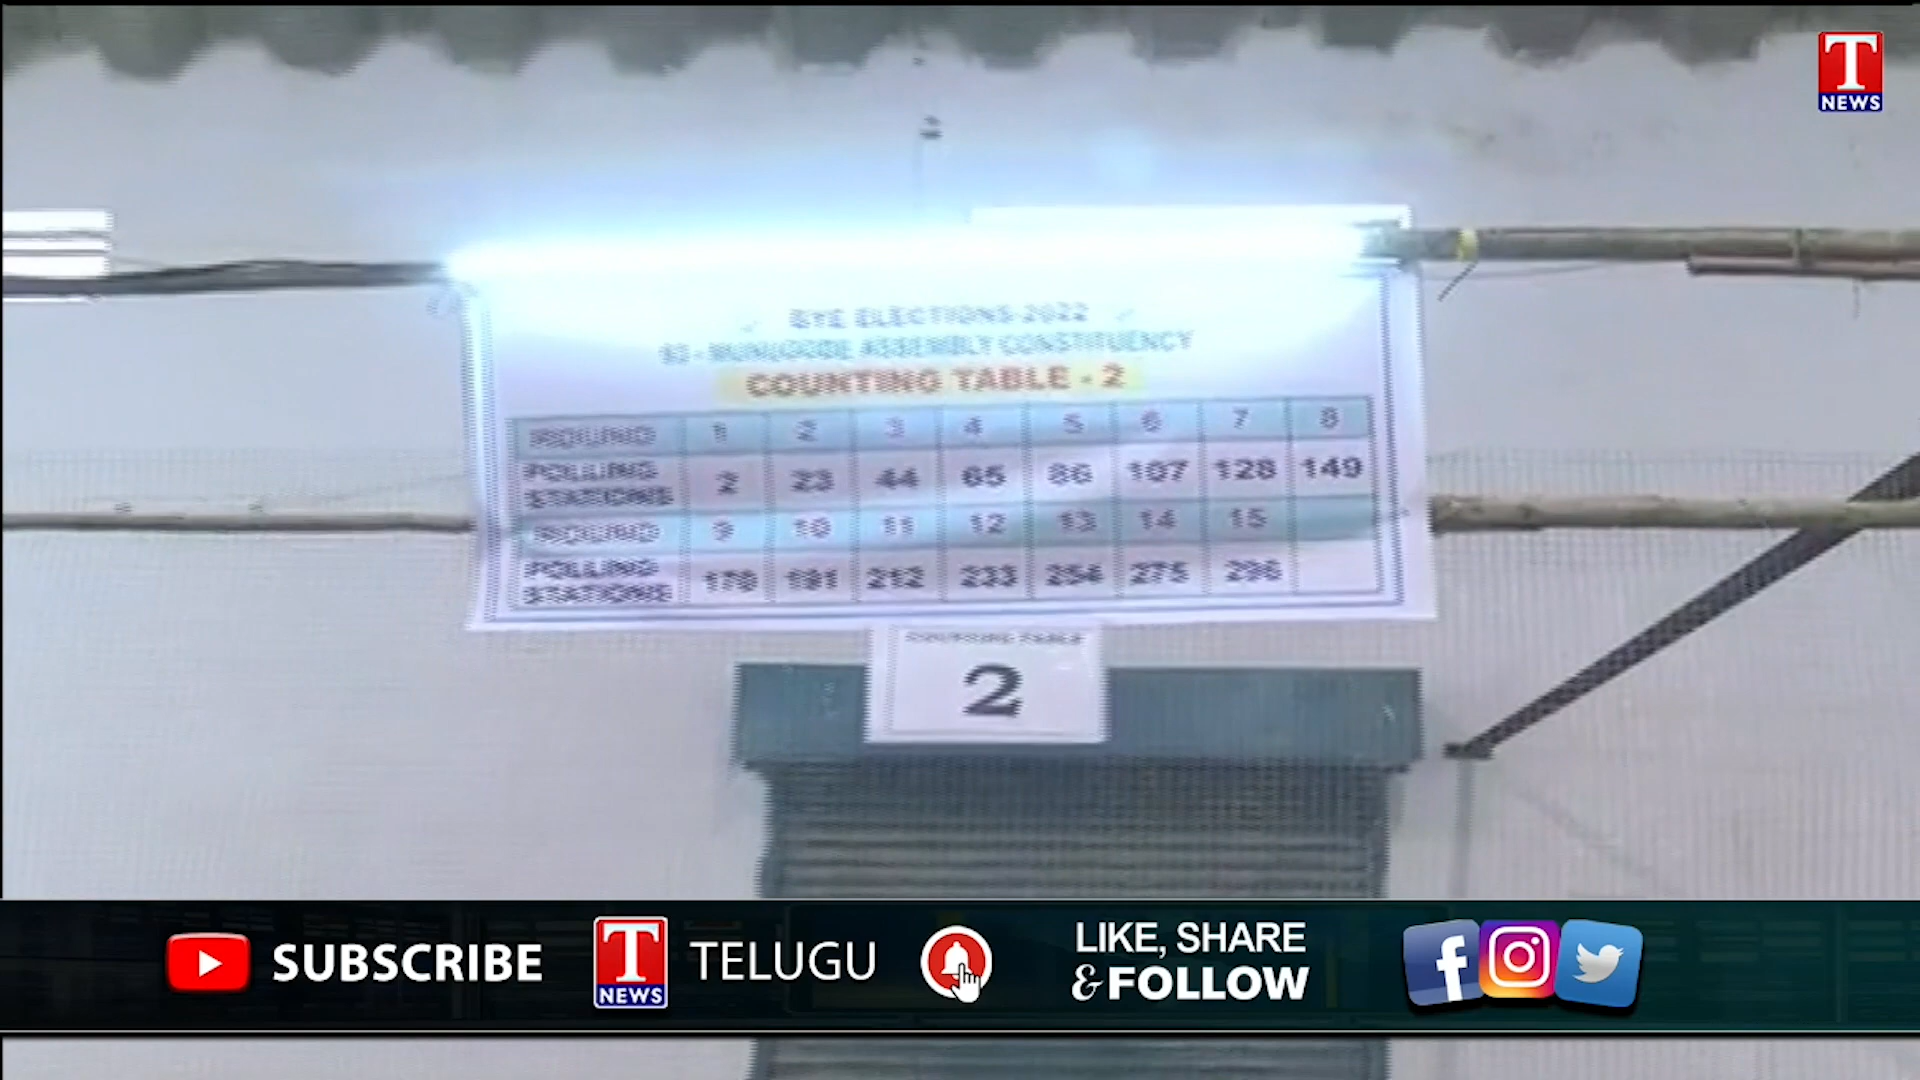 T
NEWS
BYE ELECTIONS-2022
93 - MUNUGODE ASSEMBLY CONSTITUENCY
COUNTING TABLE - 2
ROUND 1 2 3 4 5 6 7 8
POLLING STATIONS 2 23 44 65 86 107 128 149
ROUND 9 10 11 12 13 14 15
POLLING STATIONS 170 191 212 233 254 275 296
COUNTING TABLE
2
SUBSCRIBE T NEWS TELUGU LIKE, SHARE & FOLLOW